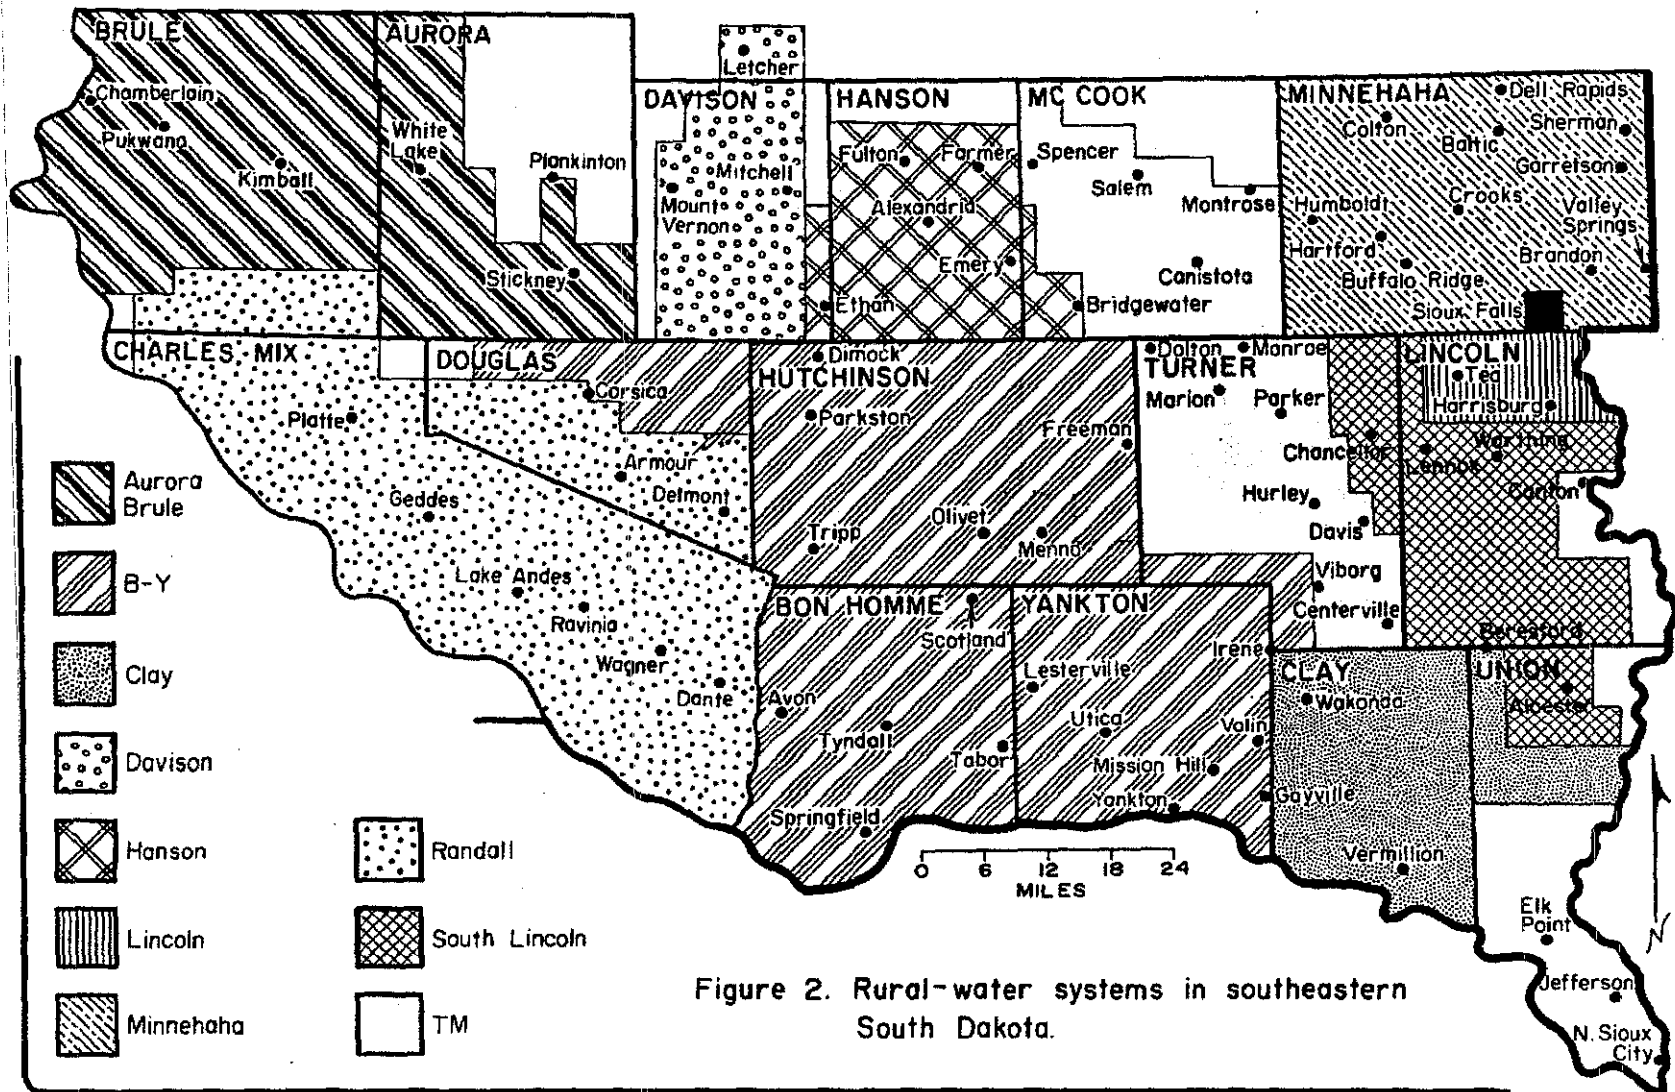 BRULE
AURORA
Letcher
Chamberlain
DAVISON
HANSON
MC COOK
MINNEHAHA
Dell Rapids
Pukwana
White
Lake
Colton
Baltic
Sherman
Kimball
Plankinton
Mitchell
Fulton
Farmer
Spencer
Garretson
Mount
Vernon
Alexandria
Salem
Montrose
Humboldt
Crooks
Valley
Springs
Hartford
Brandon
Stickney
Emery
Canistota
Buffalo Ridge
Ethan
Bridgewater
Sioux Falls
CHARLES MIX
DOUGLAS
Dimock
HUTCHINSON
Dolton
Monroe
TURNER
LINCOLN
Tea
Corsica
Marion
Parker
Harrisburg
Platte
Parkston
Freeman
Chancellor
Worthing
Lennox
Armour
Geddes
Delmont
Hurley
Canton
Olivet
Tripp
Menno
Davis
Lake Andes
Viborg
Ravinia
BON HOMME
YANKTON
Centerville
Scotland
Beresford
Wagner
Irene
Lesterville
CLAY
UNION
Dante
Avon
Wakonda
Alcester
Utica
Volin
Tyndall
Tabor
Mission Hill
Yankton
Gayville
Springfield
Vermillion
0 6 12 18 24
MILES
Elk
Point
Jefferson
N. Sioux
City
N
Aurora
Brule
B-Y
Clay
Davison
Hanson
Lincoln
Minnehaha
Randall
South Lincoln
TM
Figure 2. Rural-water systems in southeastern
South Dakota.